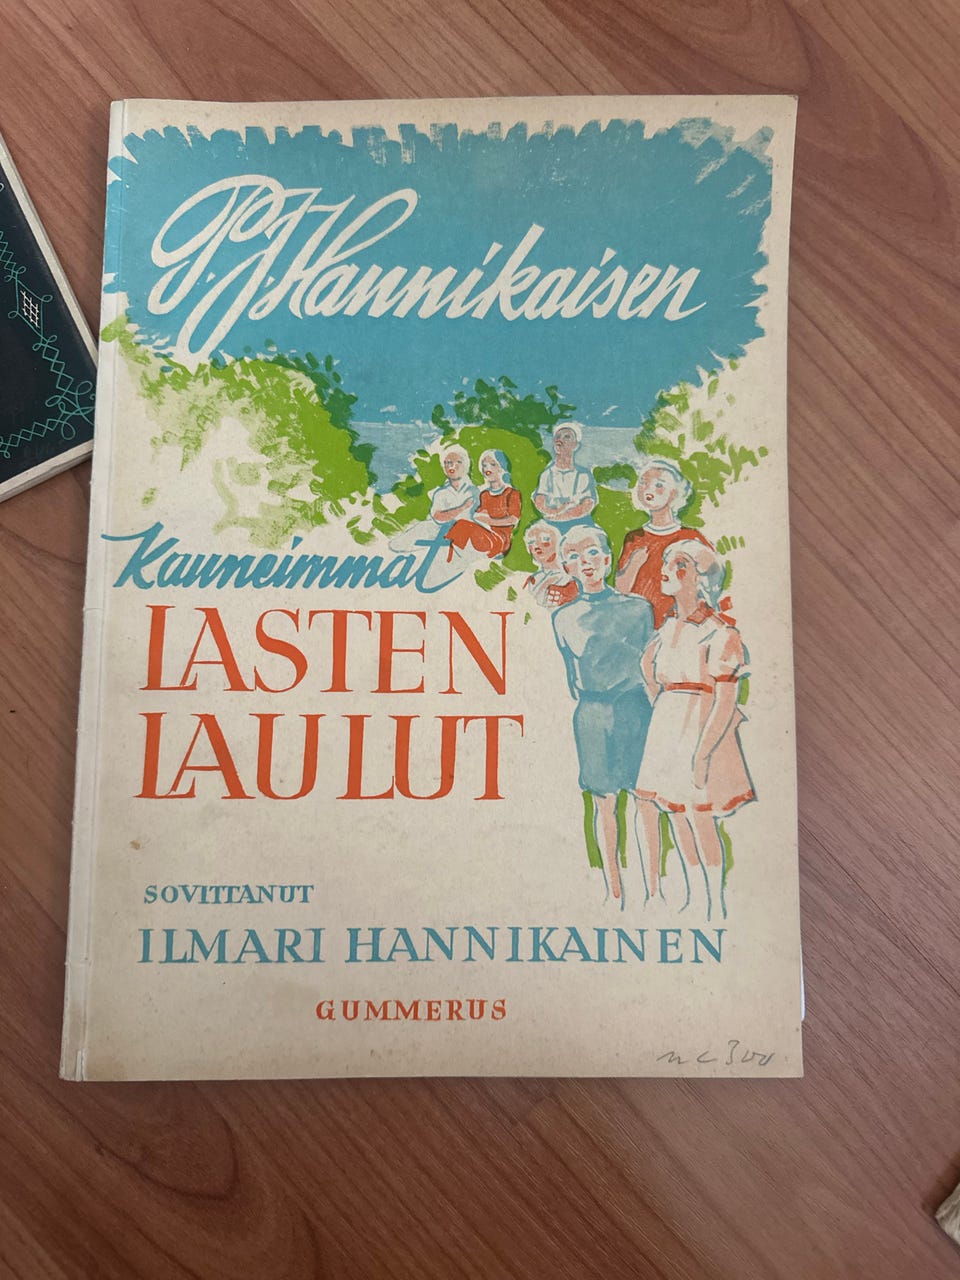 P.J. Hannikaisen
Kauneimmat
LASTEN
LAULUT
SOVITTANUT
ILMARI HANNIKAINEN
GUMMERUS